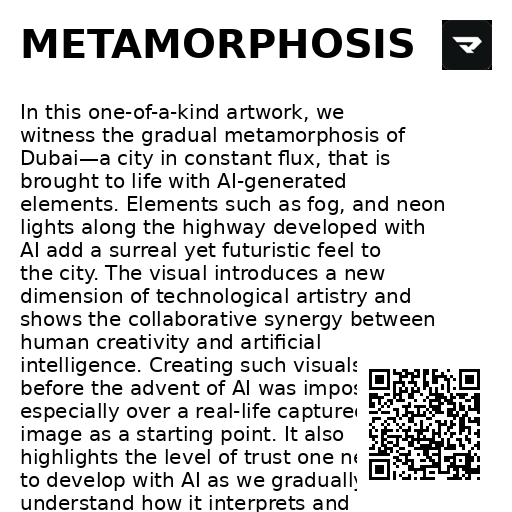 METAMORPHOSIS
In this one-of-a-kind artwork, we
witness the gradual metamorphosis of
Dubai—a city in constant flux, that is
brought to life with AI-generated
elements. Elements such as fog, and neon
lights along the highway developed with
AI add a surreal yet futuristic feel to
the city. The visual introduces a new
dimension of technological artistry and
shows the collaborative synergy between
human creativity and artificial
intelligence. Creating such visuals
before the advent of AI was impos
especially over a real-life captured
image as a starting point. It also
highlights the level of trust one ne
to develop with AI as we gradually
understand how it interprets and